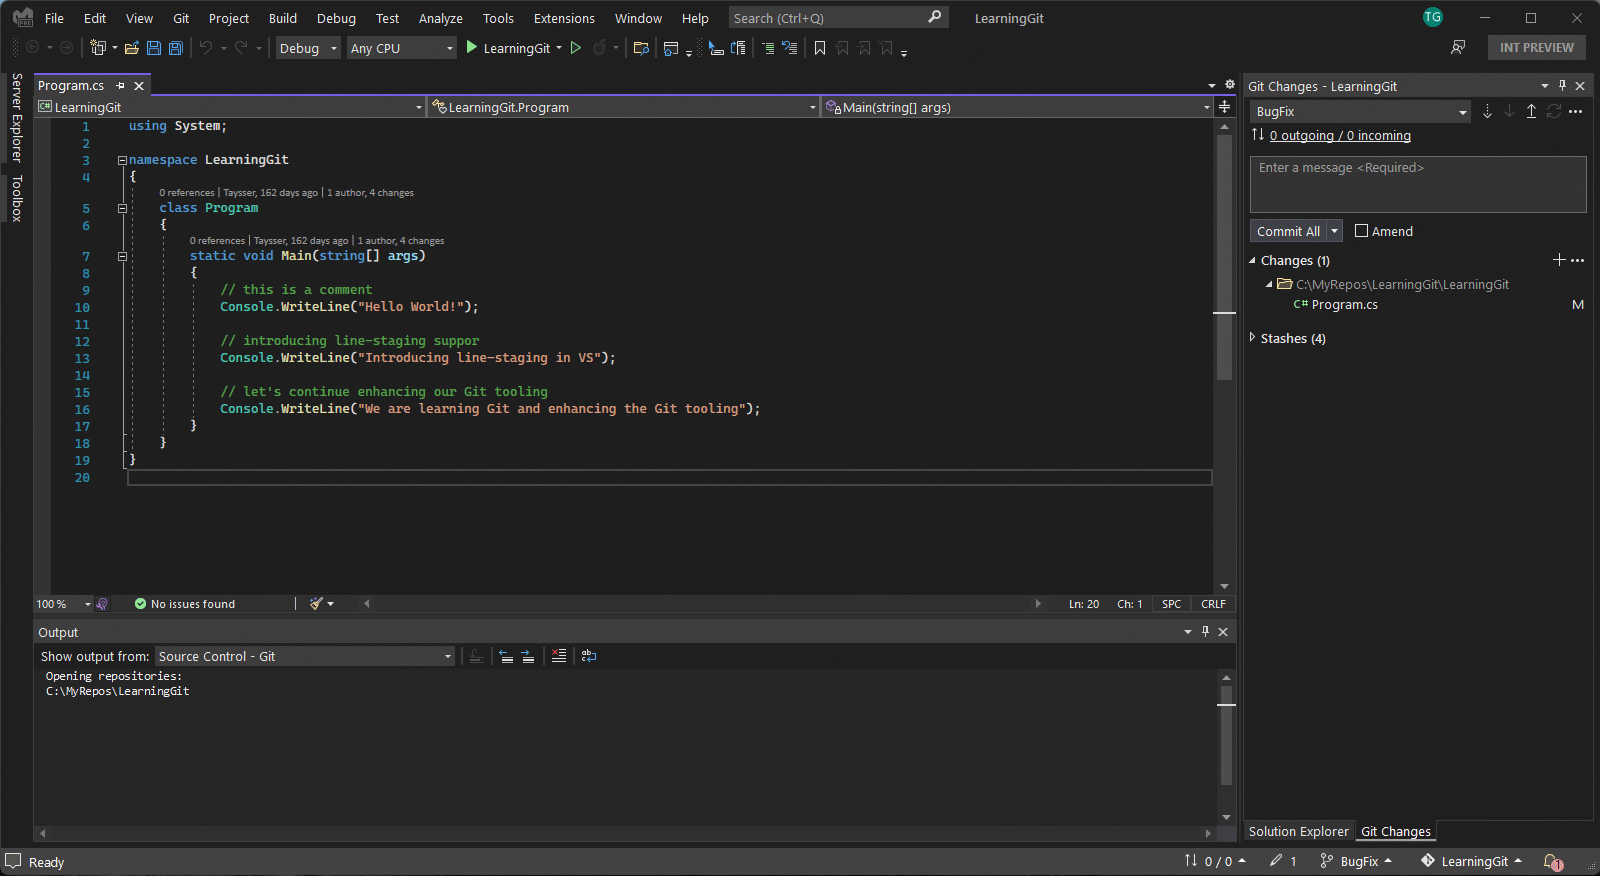 File Edit View Git Project Build Debug Test Analyze Tools Extensions Window Help Search (Ctrl+Q) LearningGit TG
Debug Any CPU LearningGit INT PREVIEW
Server Explorer
Toolbox
Program.cs
LearningGit LearningGit.Program Main(string[] args)
1 using System;
2
3 namespace LearningGit
4 {
0 references | Taysser, 162 days ago | 1 author, 4 changes
5 class Program
6 {
0 references | Taysser, 162 days ago | 1 author, 4 changes
7 static void Main(string[] args)
8 {
9 // this is a comment
10 Console.WriteLine("Hello World!");
11
12 // introducing line-staging suppor
13 Console.WriteLine("Introducing line-staging in VS");
14
15 // let's continue enhancing our Git tooling
16 Console.WriteLine("We are learning Git and enhancing the Git tooling");
17 }
18 }
19 }
20
100 % No issues found Ln: 20 Ch: 1 SPC CRLF
Output
Show output from: Source Control - Git
Opening repositories:
C:\MyRepos\LearningGit
Git Changes - LearningGit
BugFix
0 outgoing / 0 incoming
Enter a message <Required>
Commit All Amend
Changes (1)
C:\MyRepos\LearningGit\LearningGit
C# Program.cs M
Stashes (4)
Solution Explorer Git Changes
Ready 0 / 0 1 BugFix LearningGit 1